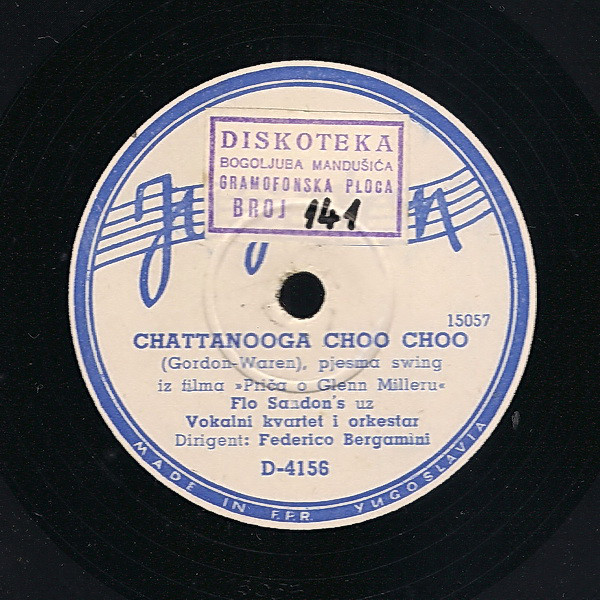 DISKOTEKA
BOGOLJUBA MANDUŠIĆA
GRAMOFONSKA PLOČA
BROJ 141
15057
CHATTANOOGA CHOO CHOO
(Gordon-Waren), pjesma swing
iz filma »Priča o Glenn Milleru«
Flo Sandon's uz
Vokalni kvartet i orkestar
Dirigent: Federico Bergamini
D-4156
MADE IN F.P.R. YUGOSLAVIA